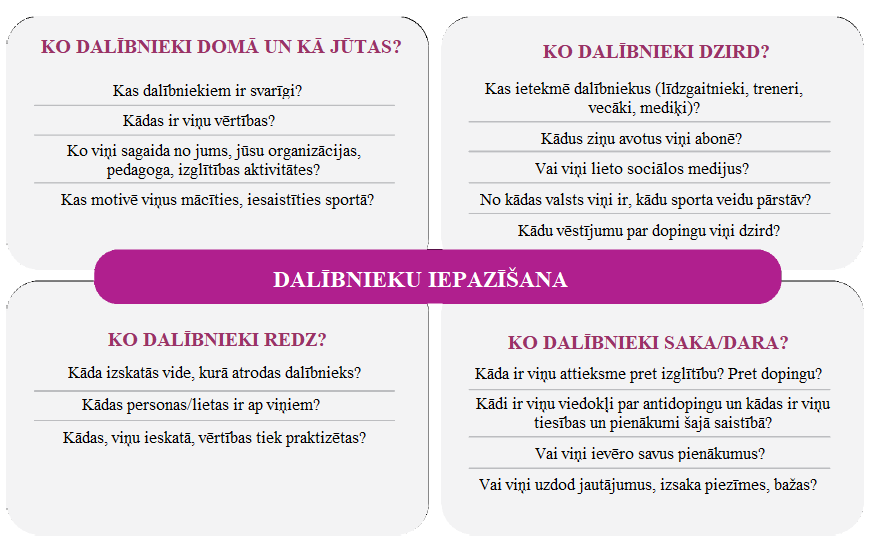 KO DALĪBNIEKI DOMĀ UN KĀ JŪTAS?
Kas dalībniekiem ir svarīgi?
Kādas ir viņu vērtības?
Ko viņi sagaida no jums, jūsu organizācijas,
pedagoga, izglītības aktivitātes?
Kas motivē viņus mācīties, iesaistīties sportā?
KO DALĪBNIEKI DZIRD?
Kas ietekmē dalībniekus (līdzgaitnieki, treneri,
vecāki, mediķi)?
Kādus ziņu avotus viņi abonē?
Vai viņi lieto sociālos medijus?
No kādas valsts viņi ir, kādu sporta veidu pārstāv?
Kādu vēstījumu par dopingu viņi dzird?
DALĪBNIEKU IEPAZĪŠANA
KO DALĪBNIEKI REDZ?
Kāda izskatās vide, kurā atrodas dalībnieks?
Kādas personas/lietas ir ap viņiem?
Kādas, viņu ieskatā, vērtības tiek praktizētas?
KO DALĪBNIEKI SAKA/DARA?
Kāda ir viņu attieksme pret izglītību? Pret dopingu?
Kādi ir viņu viedokļi par antidopingu un kādas ir viņu
tiesības un pienākumi šajā saistībā?
Vai viņi ievēro savus pienākumus?
Vai viņi uzdod jautājumus, izsaka piezīmes, bažas?